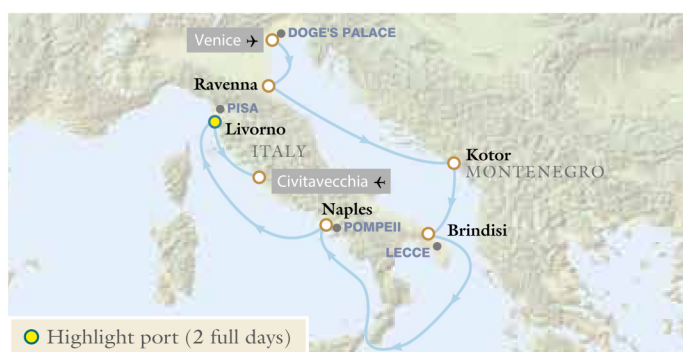 Venice
DOGE'S PALACE
Ravenna
PISA
Livorno
ITALY
Kotor
MONTENEGRO
Civitavecchia
Naples
POMPEII
Brindisi
LECCE
Highlight port (2 full days)